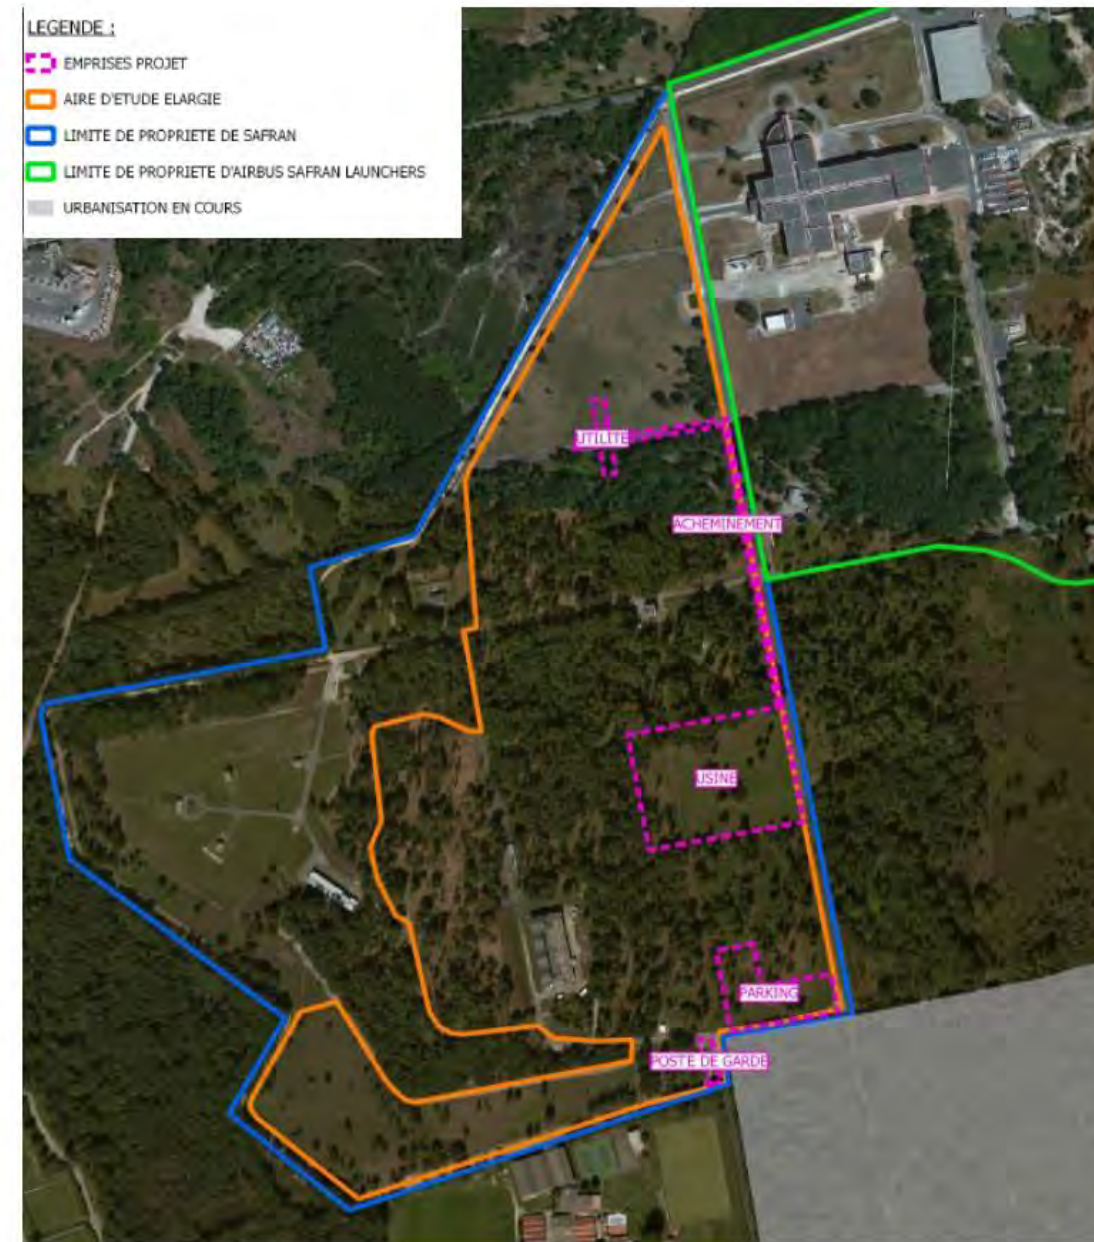 LEGENDE :
EMPRISES PROJET
AIRE D'ETUDE ELARGIE
LIMITE DE PROPRIETE DE SAFRAN
LIMITE DE PROPRIETE D'AIRBUS SAFRAN LAUNCHERS
URBANISATION EN COURS
UTILITE
ACHEMINEMENT
USINE
PARKING
POSTE DE GARDE